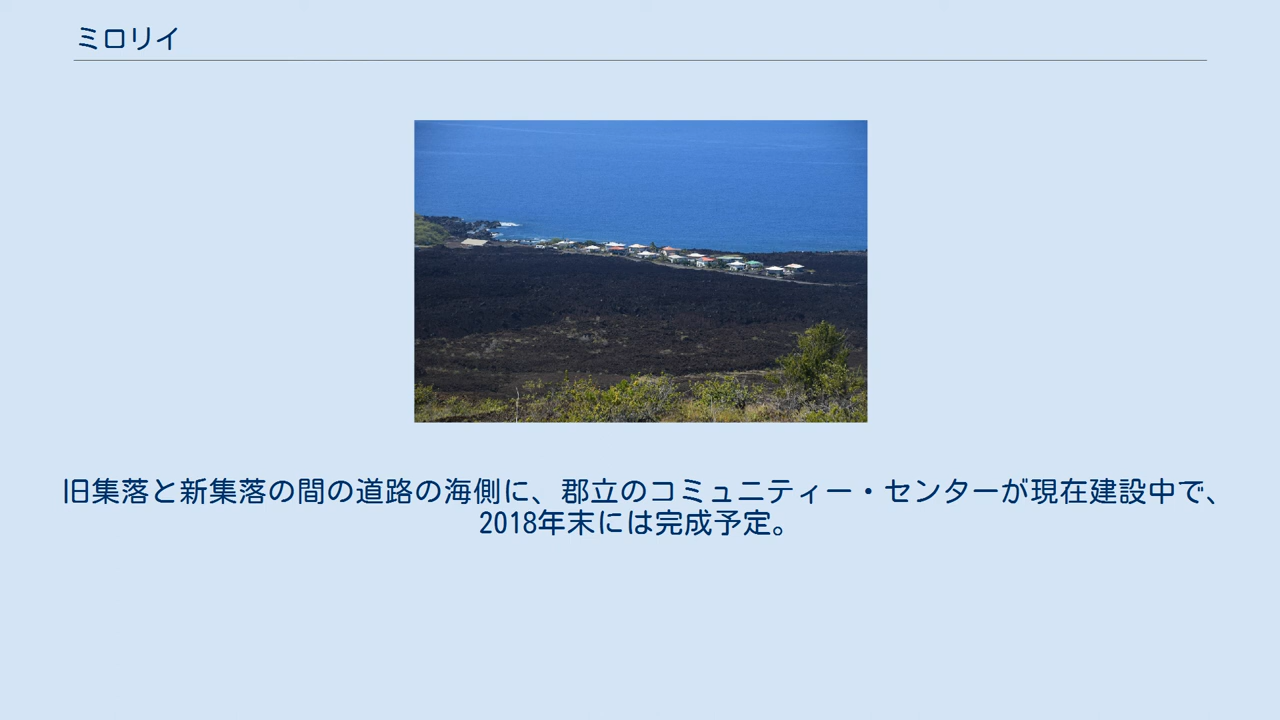 ミロリイ
旧集落と新集落の間の道路の海側に、郡立のコミュニティー・センターが現在建設中で、
2018年末には完成予定。